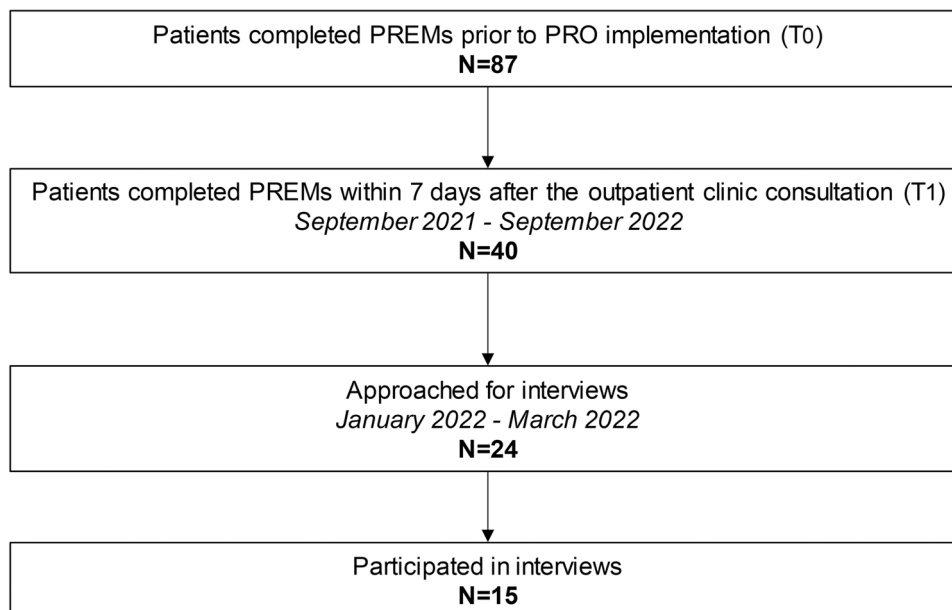 Patients completed PREMs prior to PRO implementation (T0)
N=87
Patients completed PREMs within 7 days after the outpatient clinic consultation (T1)
September 2021 - September 2022
N=40
Approached for interviews
January 2022 - March 2022
N=24
Participated in interviews
N=15